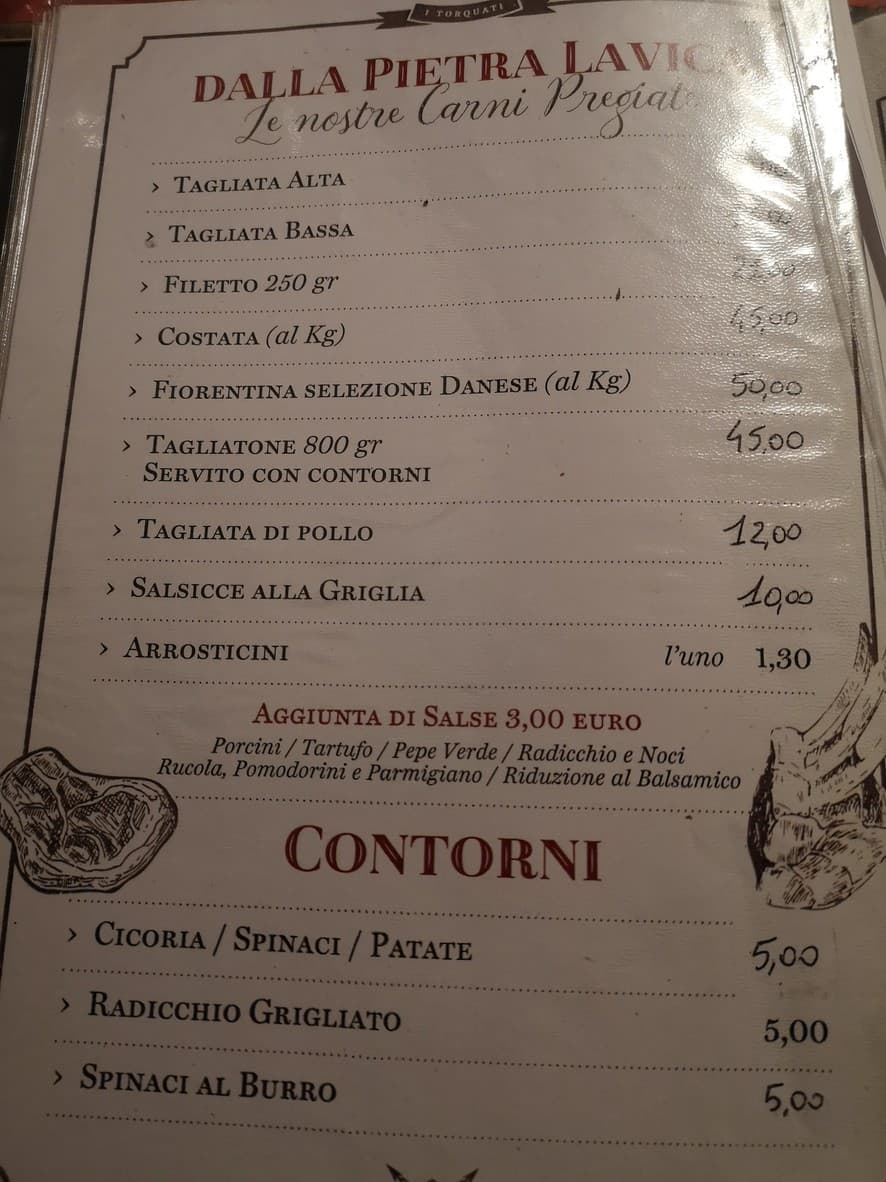 I TORQUATI
DALLA PIETRA LAVICA
Le nostre Carni Pregiate
› TAGLIATA ALTA
› TAGLIATA BASSA
› FILETTO 250 gr
› COSTATA (al Kg) 45,00
› FIORENTINA SELEZIONE DANESE (al Kg) 50,00
› TAGLIATONE 800 gr 45,00
SERVITO CON CONTORNI
› TAGLIATA DI POLLO 12,00
› SALSICCE ALLA GRIGLIA 10,00
› ARROSTICINI l'uno 1,30
AGGIUNTA DI SALSE 3,00 EURO
Porcini / Tartufo / Pepe Verde / Radicchio e Noci
Rucola, Pomodorini e Parmigiano / Riduzione al Balsamico
CONTORNI
› CICORIA / SPINACI / PATATE 5,00
› RADICCHIO GRIGLIATO 5,00
› SPINACI AL BURRO 5,00